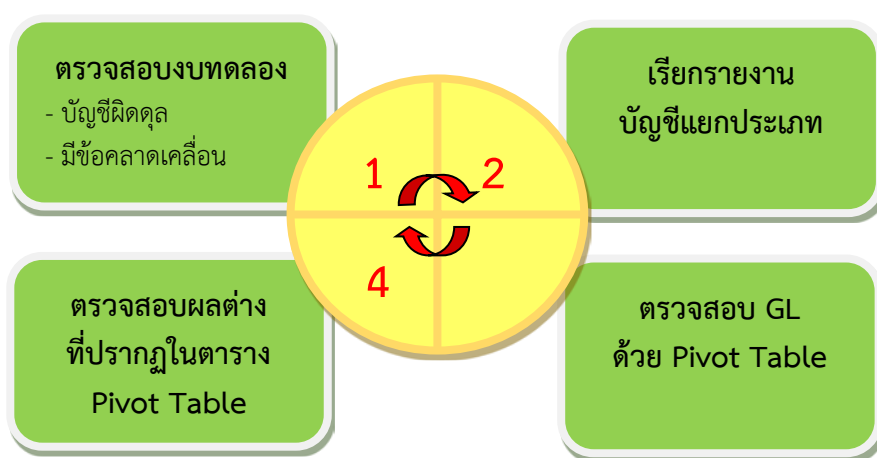 ตรวจสอบงบทดลอง
- บัญชีผิดดุล
- มีข้อคลาดเคลื่อน
เรียกรายงาน
บัญชีแยกประเภท
1
2
4
ตรวจสอบผลต่าง
ที่ปรากฏในตาราง
Pivot Table
ตรวจสอบ GL
ด้วย Pivot Table